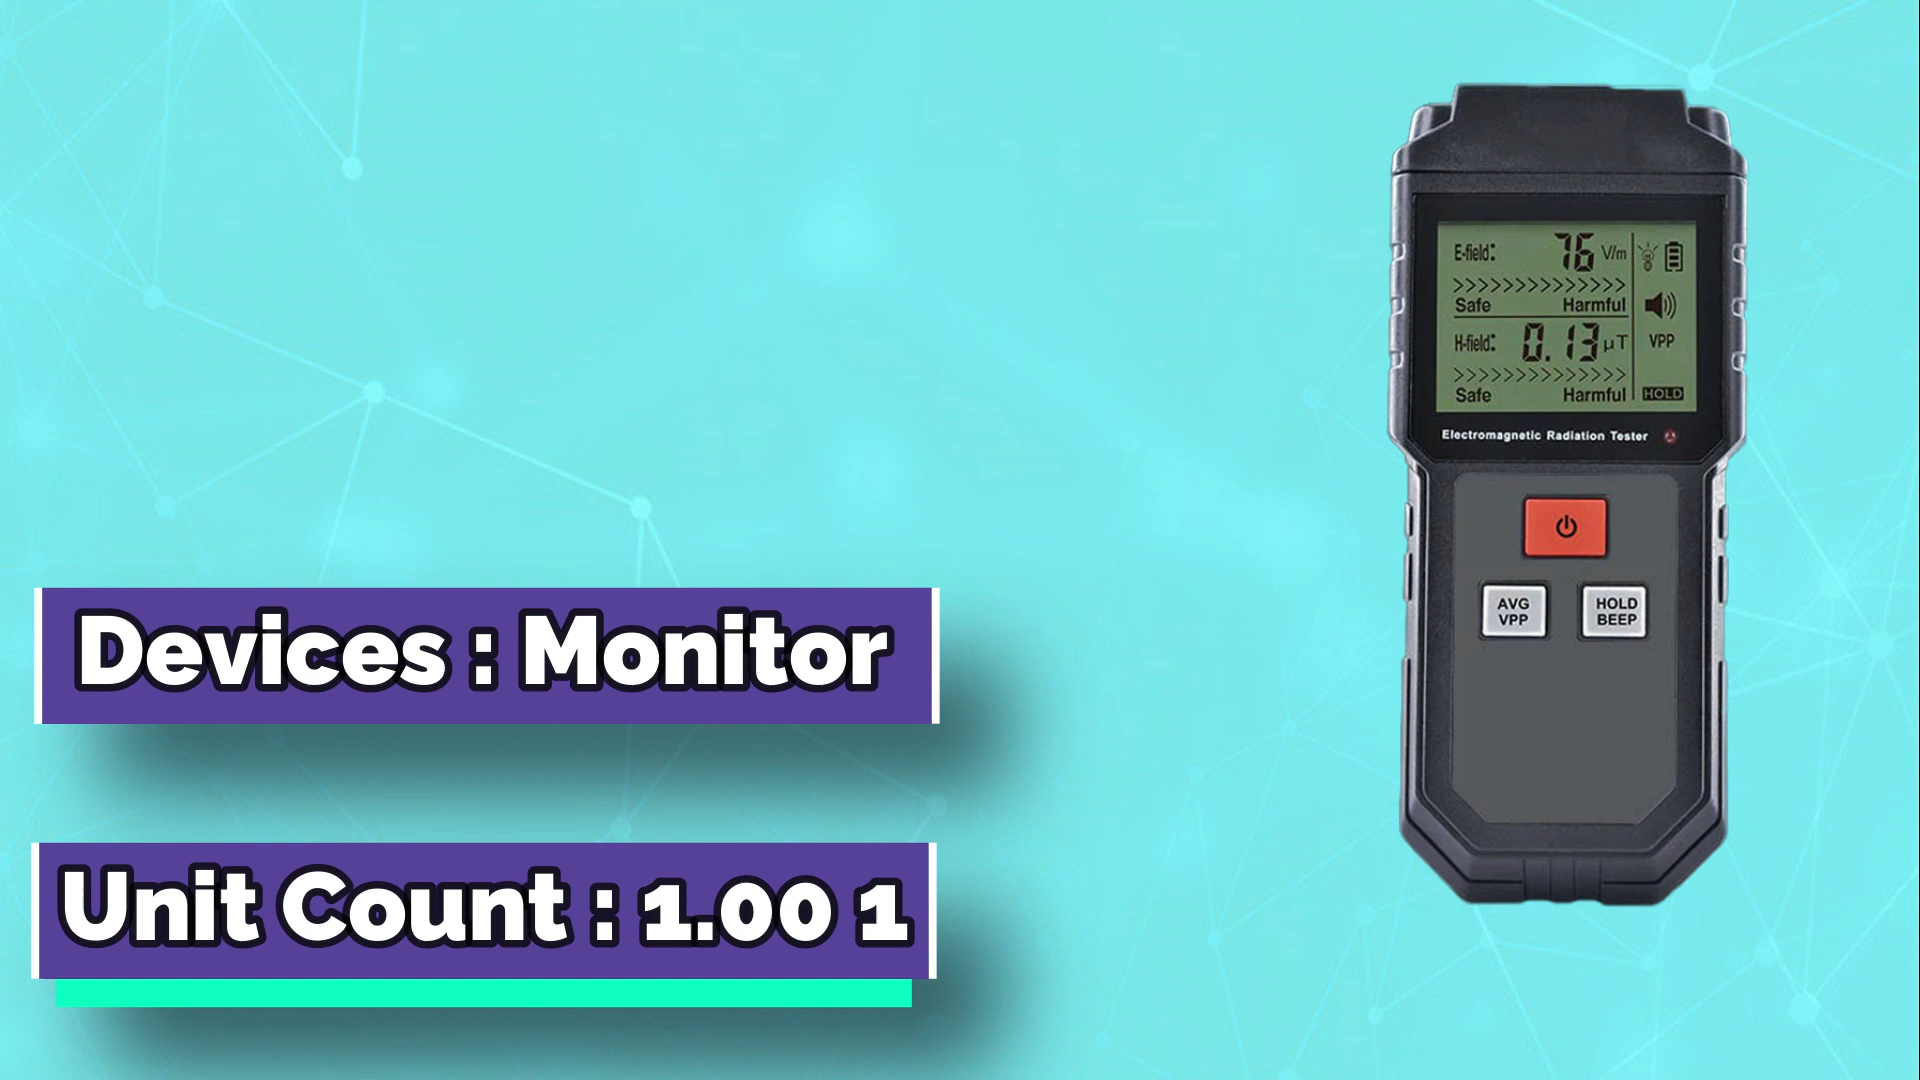 E-field: 76 V/m
>>>>>>>>>>>>>>
Safe Harmful
H-field: 0.13 µT
VPP
>>>>>>>>>>>>>>
Safe Harmful
HOLD
Electromagnetic Radiation Tester
AVG
VPP
HOLD
BEEP
Devices : Monitor
Unit Count : 1.00 1